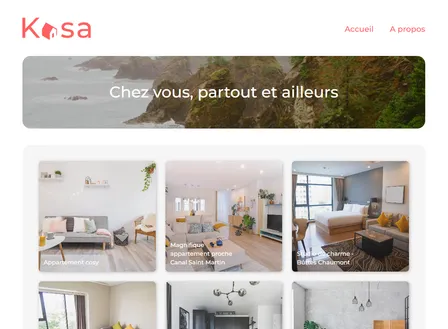 Kasa
Accueil
A propos
Chez vous, partout et ailleurs
Appartement cosy
Magnifique
appartement proche
Canal Saint Martin
Studio de charme -
Buttes Chaumont